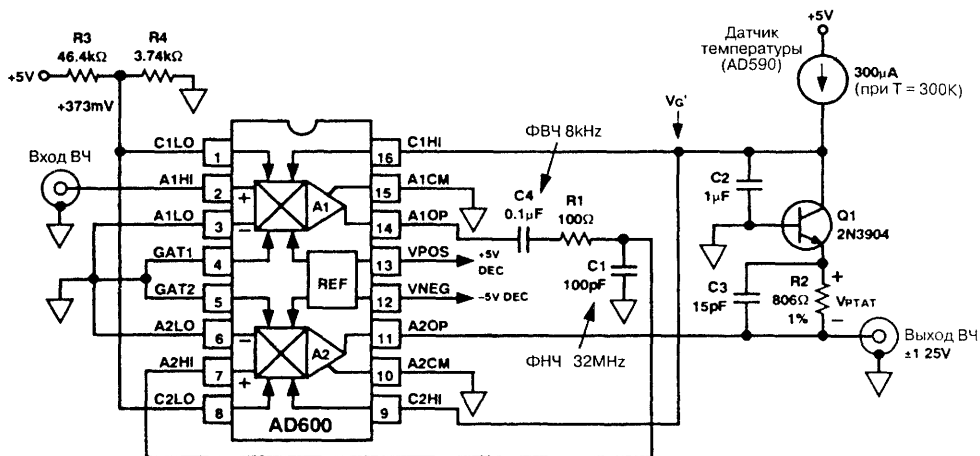 R3
46.4kΩ
R4
3.74kΩ
+5V
+373mV
Вход ВЧ
C1LO
A1HI
A1LO
GAT1
GAT2
A2LO
A2HI
C2LO
1
2
3
4
5
6
7
8
+
−
−
+
A1
REF
A2
AD600
16
15
14
13
12
11
10
9
C1HI
A1CM
A1OP
VPOS
VNEG
A2OP
A2CM
C2HI
+5V
DEC
−5V DEC
ФВЧ 8kHz
C4
0.1μF
R1
100Ω
C1
100pF
ФНЧ 32MHz
VG'
+5V
Датчик
температуры
(AD590)
300μA
(при T = 300K)
C2
1μF
Q1
2N3904
C3
15pF
R2
806Ω
1%
+
VPTAT
−
Выход ВЧ
±1 25V